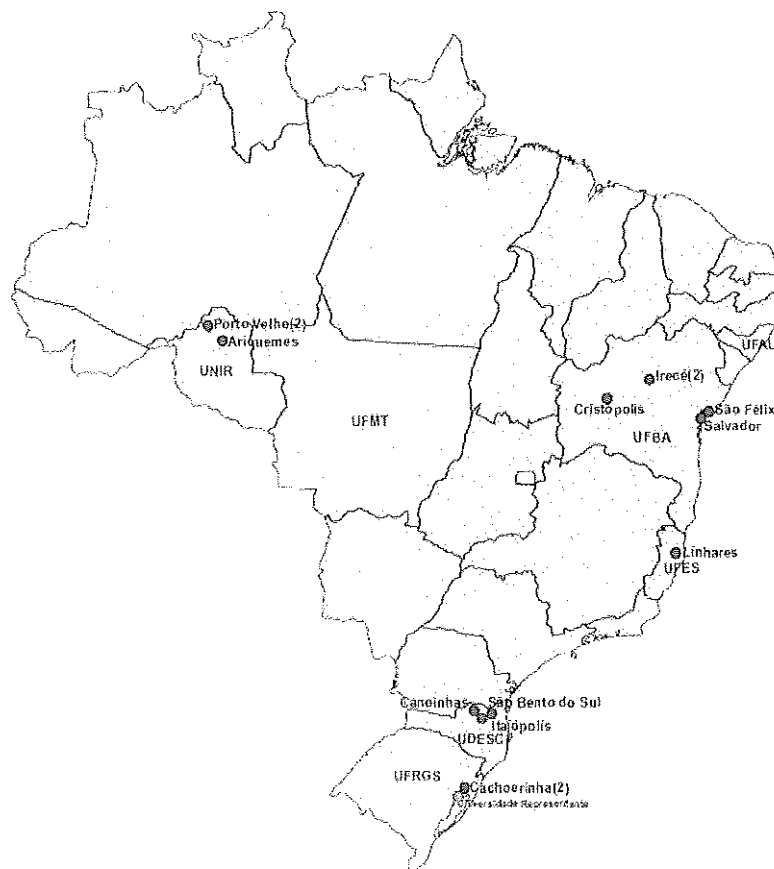 Porto Velho(2)
Ariquemes
UNIR
UFAL
Irecê(2)
Cristópolis
São Félix
Salvador
UFMT
UFBA
Linhares
UFES
Canoinhas
São Bento do Sul
Itaiópolis
UDESC
UFRGS
Cachoerinha(2)
Universidade Representante